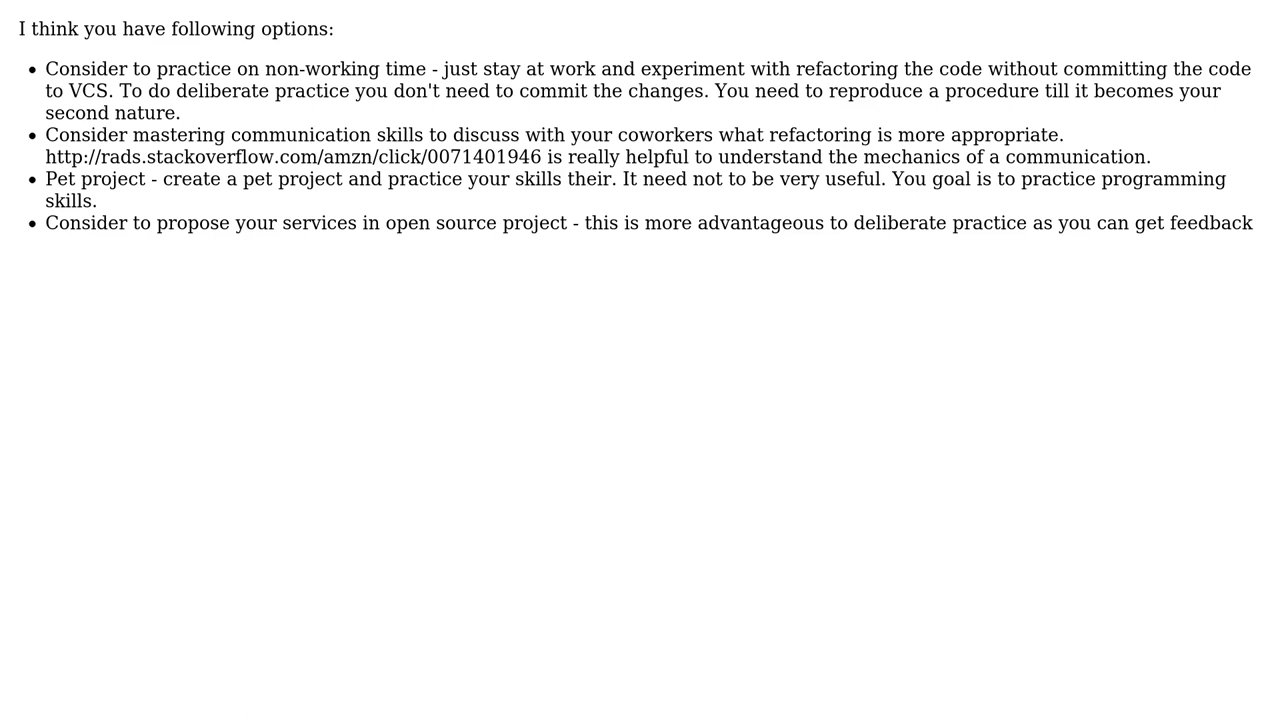 I think you have following options:
• Consider to practice on non-working time - just stay at work and experiment with refactoring the code without committing the code
to VCS. To do deliberate practice you don't need to commit the changes. You need to reproduce a procedure till it becomes your
second nature.
• Consider mastering communication skills to discuss with your coworkers what refactoring is more appropriate.
http://rads.stackoverflow.com/amzn/click/0071401946 is really helpful to understand the mechanics of a communication.
• Pet project - create a pet project and practice your skills their. It need not to be very useful. You goal is to practice programming
skills.
• Consider to propose your services in open source project - this is more advantageous to deliberate practice as you can get feedback